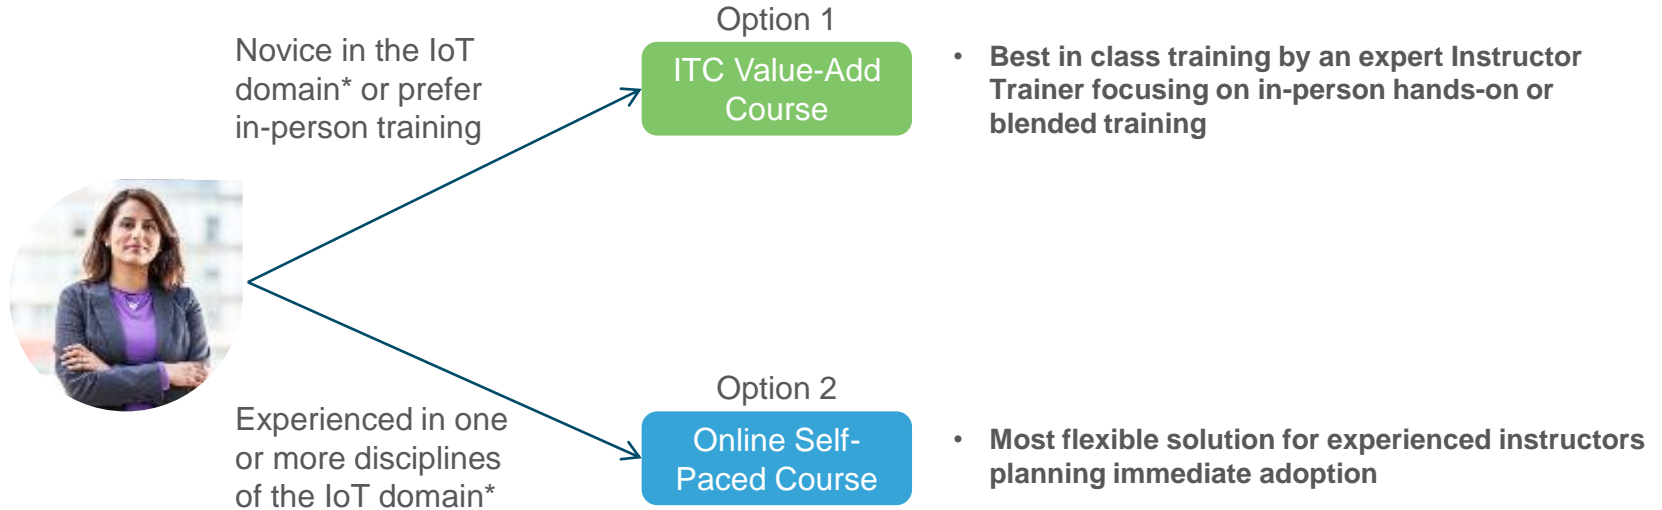 Option 1
Novice in the IoT
domain* or prefer
in-person training
ITC Value-Add
Course
• Best in class training by an expert Instructor
Trainer focusing on in-person hands-on or
blended training
Option 2
Experienced in one
or more disciplines
of the IoT domain*
Online Self-
Paced Course
• Most flexible solution for experienced instructors
planning immediate adoption